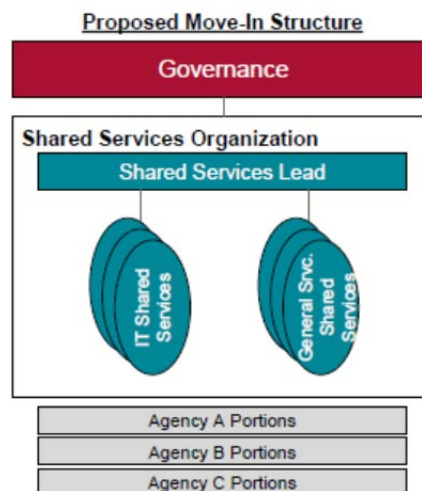 Proposed Move-In Structure
Governance
Shared Services Organization
Shared Services Lead
IT Shared
Services
General Srvc.
Shared
Services
Agency A Portions
Agency B Portions
Agency C Portions